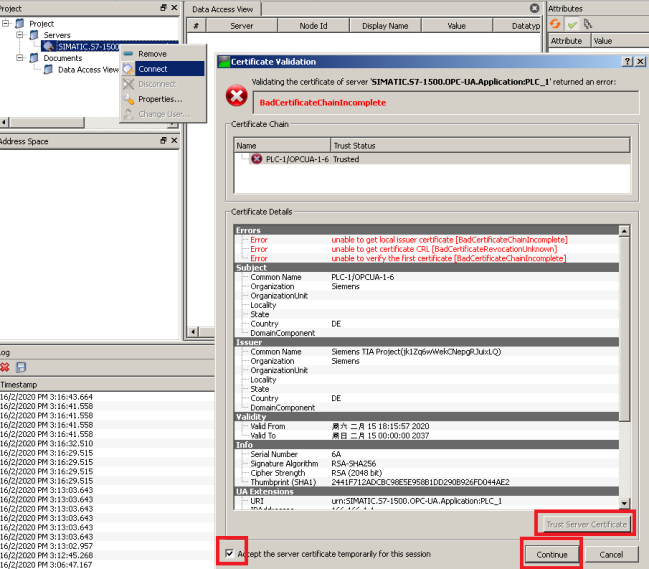 Project
Project
Servers
SIMATIC.S7-1500
Documents
Data Access View
Remove
Connect
Disconnect
Properties...
Change User...
Address Space
Data Access View
# Server Node Id Display Name Value Datatyp
Attributes
Attribute Value
Certificate Validation
Validating the certificate of server 'SIMATIC.S7-1500.OPC-UA.Application:PLC_1' returned an error:
BadCertificateChainIncomplete
Certificate Chain
Name Trust Status
PLC-1/OPCUA-1-6 Trusted
Certificate Details
Errors
Error unable to get local issuer certificate [BadCertificateChainIncomplete]
Error unable to get certificate CRL [BadCertificateRevocationUnknown]
Error unable to verify the first certificate [BadCertificateChainIncomplete]
Subject
Common Name PLC-1/OPCUA-1-6
Organization Siemens
OrganizationUnit
Locality
State
Country DE
DomainComponent
Issuer
Common Name Siemens TIA Project(jk1Zq6wWekCNepgRJuixLQ)
Organization Siemens
OrganizationUnit
Locality
State
Country DE
DomainComponent
Validity
Valid From 周六 二月 15 18:15:57 2020
Valid To 周日 二月 15 00:00:00 2037
Info
Serial Number 6A
Signature Algorithm RSA-SHA256
Cipher Strength RSA (2048 bit)
Thumbprint (SHA1) 2441F712ADCBC98E5E958B1DD290B926FD044AE2
UA Extensions
URI urn:SIMATIC.S7-1500.OPC-UA.Application:PLC_1
Trust Server Certificate
Accept the server certificate temporarily for this session
Continue Cancel
og
Timestamp
16/2/2020 PM 3:16:43.664
16/2/2020 PM 3:16:41.558
16/2/2020 PM 3:16:41.558
16/2/2020 PM 3:16:41.558
16/2/2020 PM 3:16:41.558
16/2/2020 PM 3:16:32.510
16/2/2020 PM 3:16:29.515
16/2/2020 PM 3:16:29.515
16/2/2020 PM 3:16:29.515
16/2/2020 PM 3:16:29.515
16/2/2020 PM 3:13:03.643
16/2/2020 PM 3:13:03.643
16/2/2020 PM 3:13:03.643
16/2/2020 PM 3:13:03.643
16/2/2020 PM 3:13:03.643
16/2/2020 PM 3:13:02.957
16/2/2020 PM 3:12:45.268
16/2/2020 PM 3:06:47.167